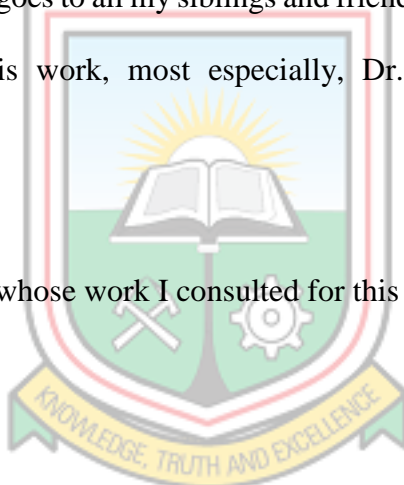 goes to all my siblings and friend
is work, most especially, Dr.
whose work I consulted for this
KNOWLEDGE, TRUTH AND EXCELLENCE